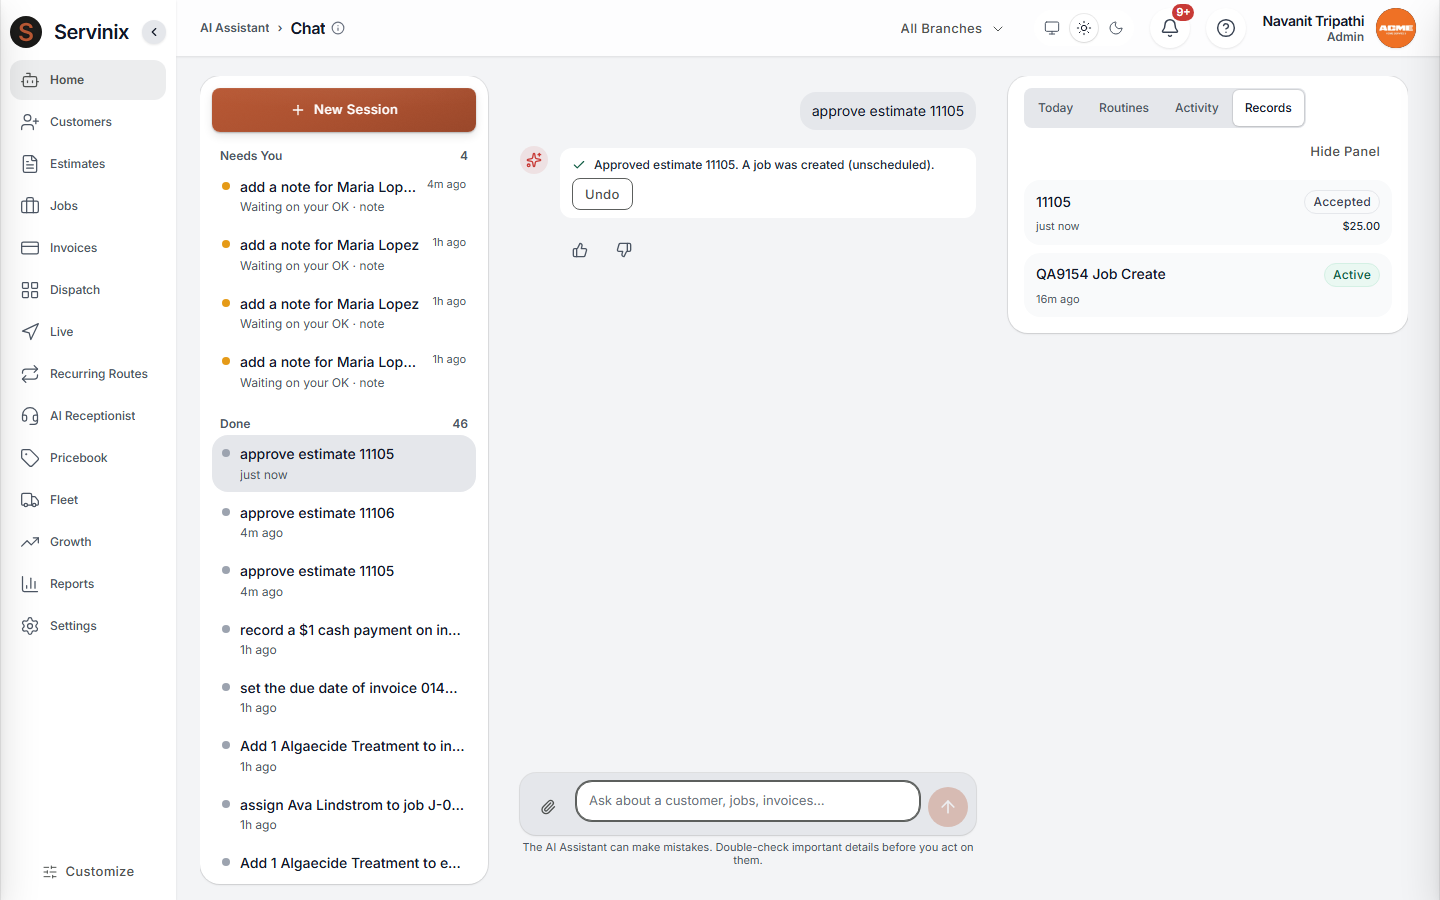 S Servinix
Home
Customers
Estimates
Jobs
Invoices
Dispatch
Live
Recurring Routes
AI Receptionist
Pricebook
Fleet
Growth
Reports
Settings
Customize
AI Assistant › Chat
All Branches
9+
Navanit Tripathi
Admin
ACME
+ New Session
Needs You 4
add a note for Maria Lop... 4m ago
Waiting on your OK · note
add a note for Maria Lopez 1h ago
Waiting on your OK · note
add a note for Maria Lopez 1h ago
Waiting on your OK · note
add a note for Maria Lop... 1h ago
Waiting on your OK · note
Done 46
approve estimate 11105
just now
approve estimate 11106
4m ago
approve estimate 11105
4m ago
record a $1 cash payment on in...
1h ago
set the due date of invoice 014...
1h ago
Add 1 Algaecide Treatment to in...
1h ago
assign Ava Lindstrom to job J-0...
1h ago
Add 1 Algaecide Treatment to e...
approve estimate 11105
Approved estimate 11105. A job was created (unscheduled).
Undo
Ask about a customer, jobs, invoices...
The AI Assistant can make mistakes. Double-check important details before you act on
them.
Today Routines Activity Records
Hide Panel
11105 Accepted
just now $25.00
QA9154 Job Create Active
16m ago